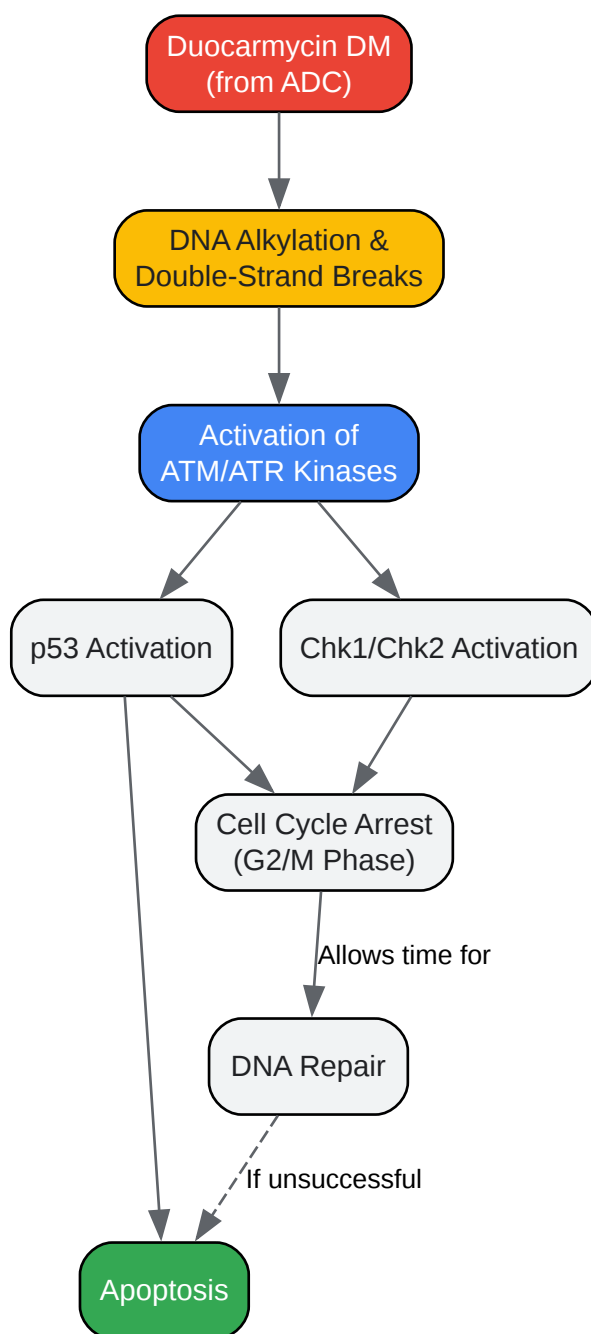 Duocarmycin DM
(from ADC)
DNA Alkylation &
Double-Strand Breaks
Activation of
ATM/ATR Kinases
p53 Activation
Chk1/Chk2 Activation
Cell Cycle Arrest
(G2/M Phase)
Allows time for
DNA Repair
If unsuccessful
Apoptosis